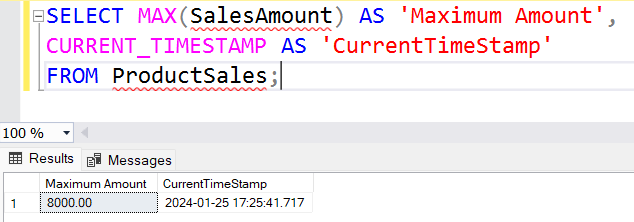 SELECT MAX(SalesAmount) AS 'Maximum Amount',
CURRENT_TIMESTAMP AS 'CurrentTimeStamp'
FROM ProductSales;
100 %
Results Messages
Maximum Amount CurrentTimeStamp
1 8000.00 2024-01-25 17:25:41.717